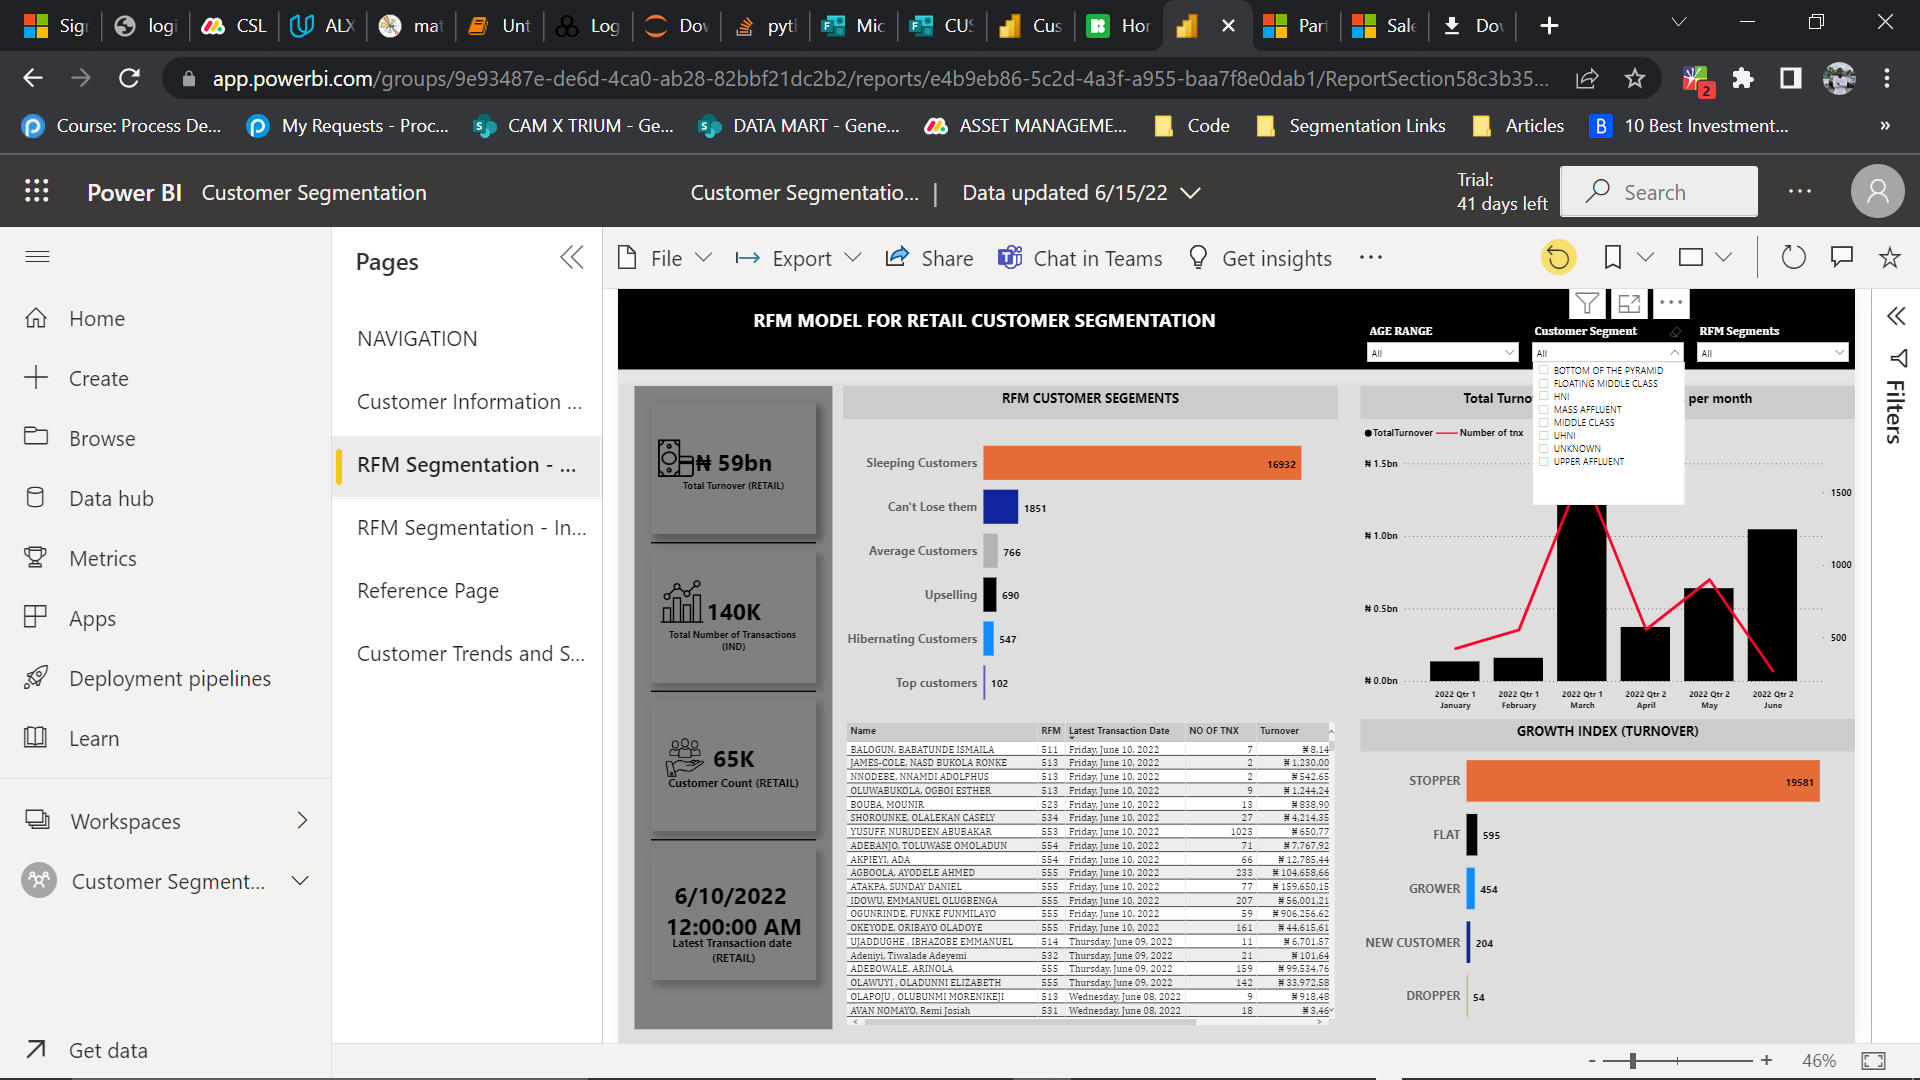 Sign
logi
CSL
ALX
mat
Unt
Log
Dov
pytl
Mic
CUS
Cus
Hor
Part
Sale
Dov
app.powerbi.com/groups/9e93487e-de6d-4ca0-ab28-82bbf21dc2b2/reports/e4b9eb86-5c2d-4a3f-a955-baa7f8e0dab1/ReportSection58c3b35...
2
Course: Process De...
My Requests - Proc...
CAM X TRIUM - Ge...
DATA MART - Gene...
ASSET MANAGEME...
Code
Segmentation Links
Articles
10 Best Investment...
»
Power BI Customer Segmentation
Customer Segmentatio... | Data updated 6/15/22
Trial:
41 days left
Search
Home
Create
Browse
Data hub
Metrics
Apps
Deployment pipelines
Learn
Workspaces
Customer Segment...
Get data
Pages
NAVIGATION
Customer Information ...
RFM Segmentation - ...
RFM Segmentation - In...
Reference Page
Customer Trends and S...
File
Export
Share
Chat in Teams
Get insights
RFM MODEL FOR RETAIL CUSTOMER SEGMENTATION
AGE RANGE
All
Customer Segment
All
BOTTOM OF THE PYRAMID
FLOATING MIDDLE CLASS
HNI
MASS AFFLUENT
MIDDLE CLASS
UHNI
UNKNOWN
UPPER AFFLUENT
RFM Segments
All
Filters
₦ 59bn
Total Turnover (RETAIL)
140K
Total Number of Transactions
(IND)
65K
Customer Count (RETAIL)
6/10/2022
12:00:00 AM
Latest Transaction date
(RETAIL)
RFM CUSTOMER SEGEMENTS
Sleeping Customers 16932
Can't Lose them 1851
Average Customers 766
Upselling 690
Hibernating Customers 547
Top customers 102
Name RFM Latest Transaction Date NO OF TNX Turnover
BALOGUN, BABATUNDE ISMAILA 511 Friday, June 10, 2022 7 ₦ 8,14
JAMES-COLE, NASD BUKOLA RONKE 513 Friday, June 10, 2022 2 ₦ 1,230,00
NNODEBE, NNAMDI ADOLPHUS 513 Friday, June 10, 2022 2 ₦ 542,65
OLUWABUKOLA, OGBOI ESTHER 513 Friday, June 10, 2022 9 ₦ 1,244,24
BOUBA, MOUNIR 523 Friday, June 10, 2022 13 ₦ 838,90
SHOROUNKE, OLALEKAN CASELY 534 Friday, June 10, 2022 27 ₦ 4,214,35
YUSUFF, NURUDEEN ABUBAKAR 553 Friday, June 10, 2022 1023 ₦ 650,77
ADEBANJO, TOLUWASE OMOLADUN 554 Friday, June 10, 2022 71 ₦ 7,767,92
AKPIEYI, ADA 554 Friday, June 10, 2022 66 ₦ 12,785,44
AGBOOLA, AYODELE AHMED 555 Friday, June 10, 2022 233 ₦ 104,658,66
ATAKPA, SUNDAY DANIEL 555 Friday, June 10, 2022 77 ₦ 159,650,15
IDOWU, EMMANUEL OLUGBENGA 555 Friday, June 10, 2022 207 ₦ 56,001,21
OGUNRINDE, FUNKE FUNMILAYO 555 Friday, June 10, 2022 59 ₦ 906,256,62
OKEYODE, ORIBAYO OLADOYE 555 Friday, June 10, 2022 161 ₦ 44,615,61
UJADDUGHE , IBHAZOBE EMMANUEL 514 Thursday, June 09, 2022 11 ₦ 6,701,57
Adeniyi, Tiwalade Adeyemi 532 Thursday, June 09, 2022 21 ₦ 101,64
ADEBOWALE, ARINOLA 555 Thursday, June 09, 2022 159 ₦ 99,534,76
OLAWUYI , OLADUNNI ELIZABETH 555 Thursday, June 09, 2022 142 ₦ 33,972,58
OLAPOJU , OLUBUNMI MORENIKEJI 513 Wednesday, June 08, 2022 9 ₦ 918,48
AVAN NOMAYO, Remi Josiah 531 Wednesday, June 08, 2022 18 ₦ 3,46
Total Turno per month
TotalTurnover Number of tnx
₦ 1.5bn
₦ 1.0bn
₦ 0.5bn
₦ 0.0bn
1500
1000
500
2022 Qtr 1 2022 Qtr 1 2022 Qtr 1 2022 Qtr 2 2022 Qtr 2 2022 Qtr 2
January February March April May June
GROWTH INDEX (TURNOVER)
STOPPER 19581
FLAT 595
GROWER 454
NEW CUSTOMER 204
DROPPER 54
- + 46%